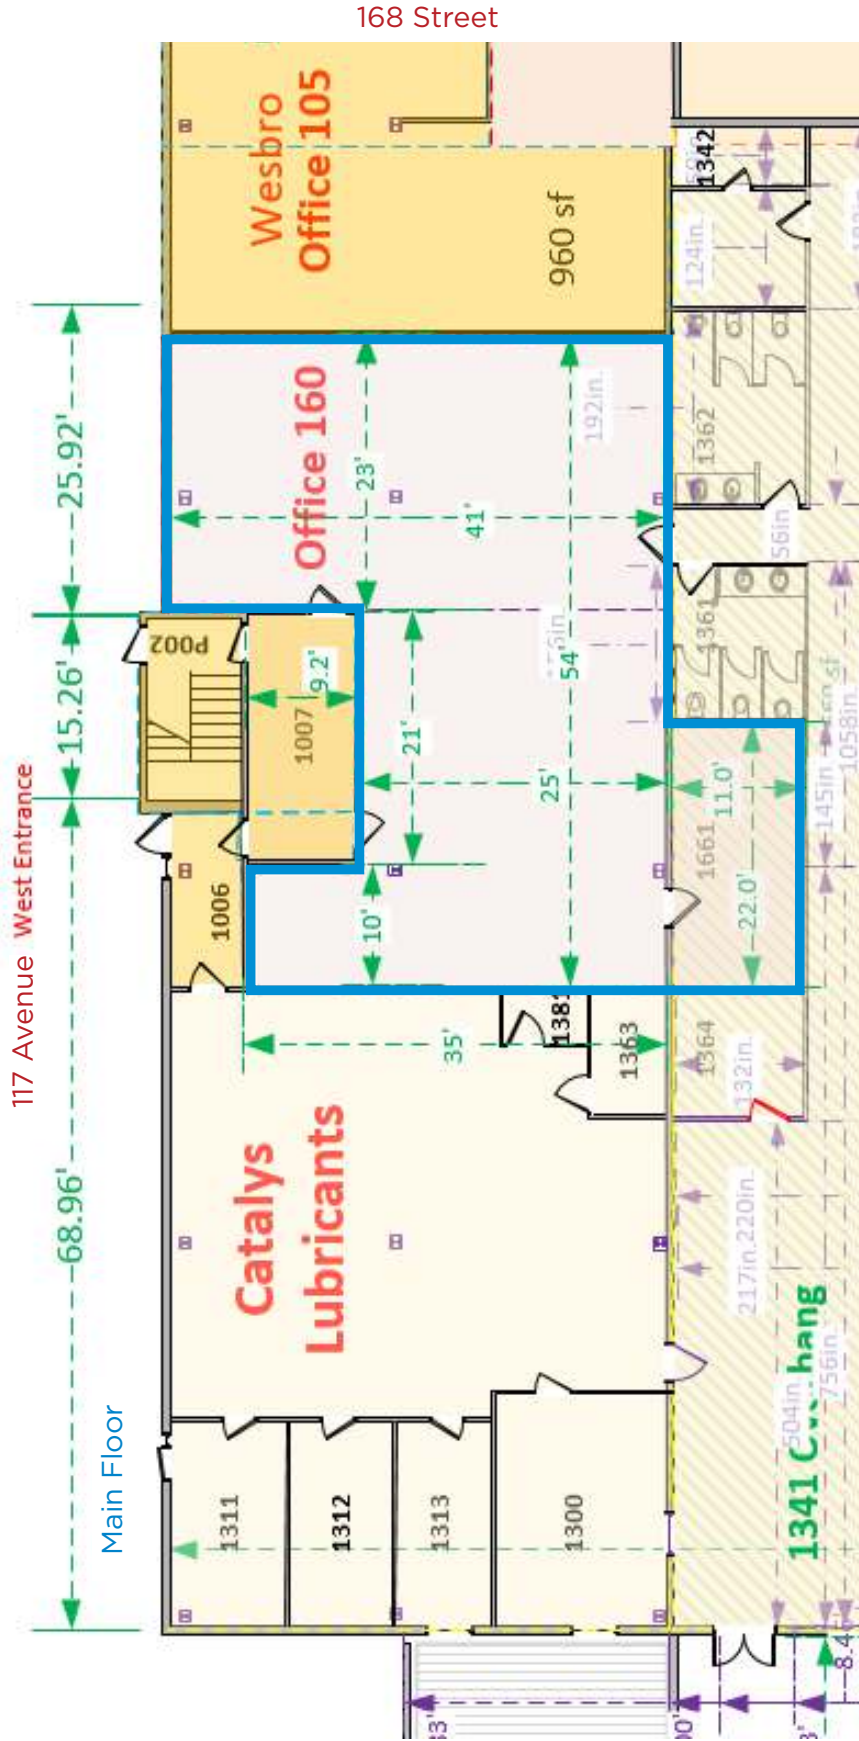 168 Street
Wesbro
Office 105
960 sf
1342
124in.
25.92'
Office 160
23'
192in.
41'
1362
56in
1361
P002
15.26'
9.2'
1007
54'
21'
25'
11.0'
1661
22.0'
145in
1058in.
117 Avenue West Entrance
1006
10'
35'
1381
1363
1364
132in.
Catalys
Lubricants
68.96'
220in.
217in.
504in.
756in.
1341
Main Floor
1311
1312
1313
1300